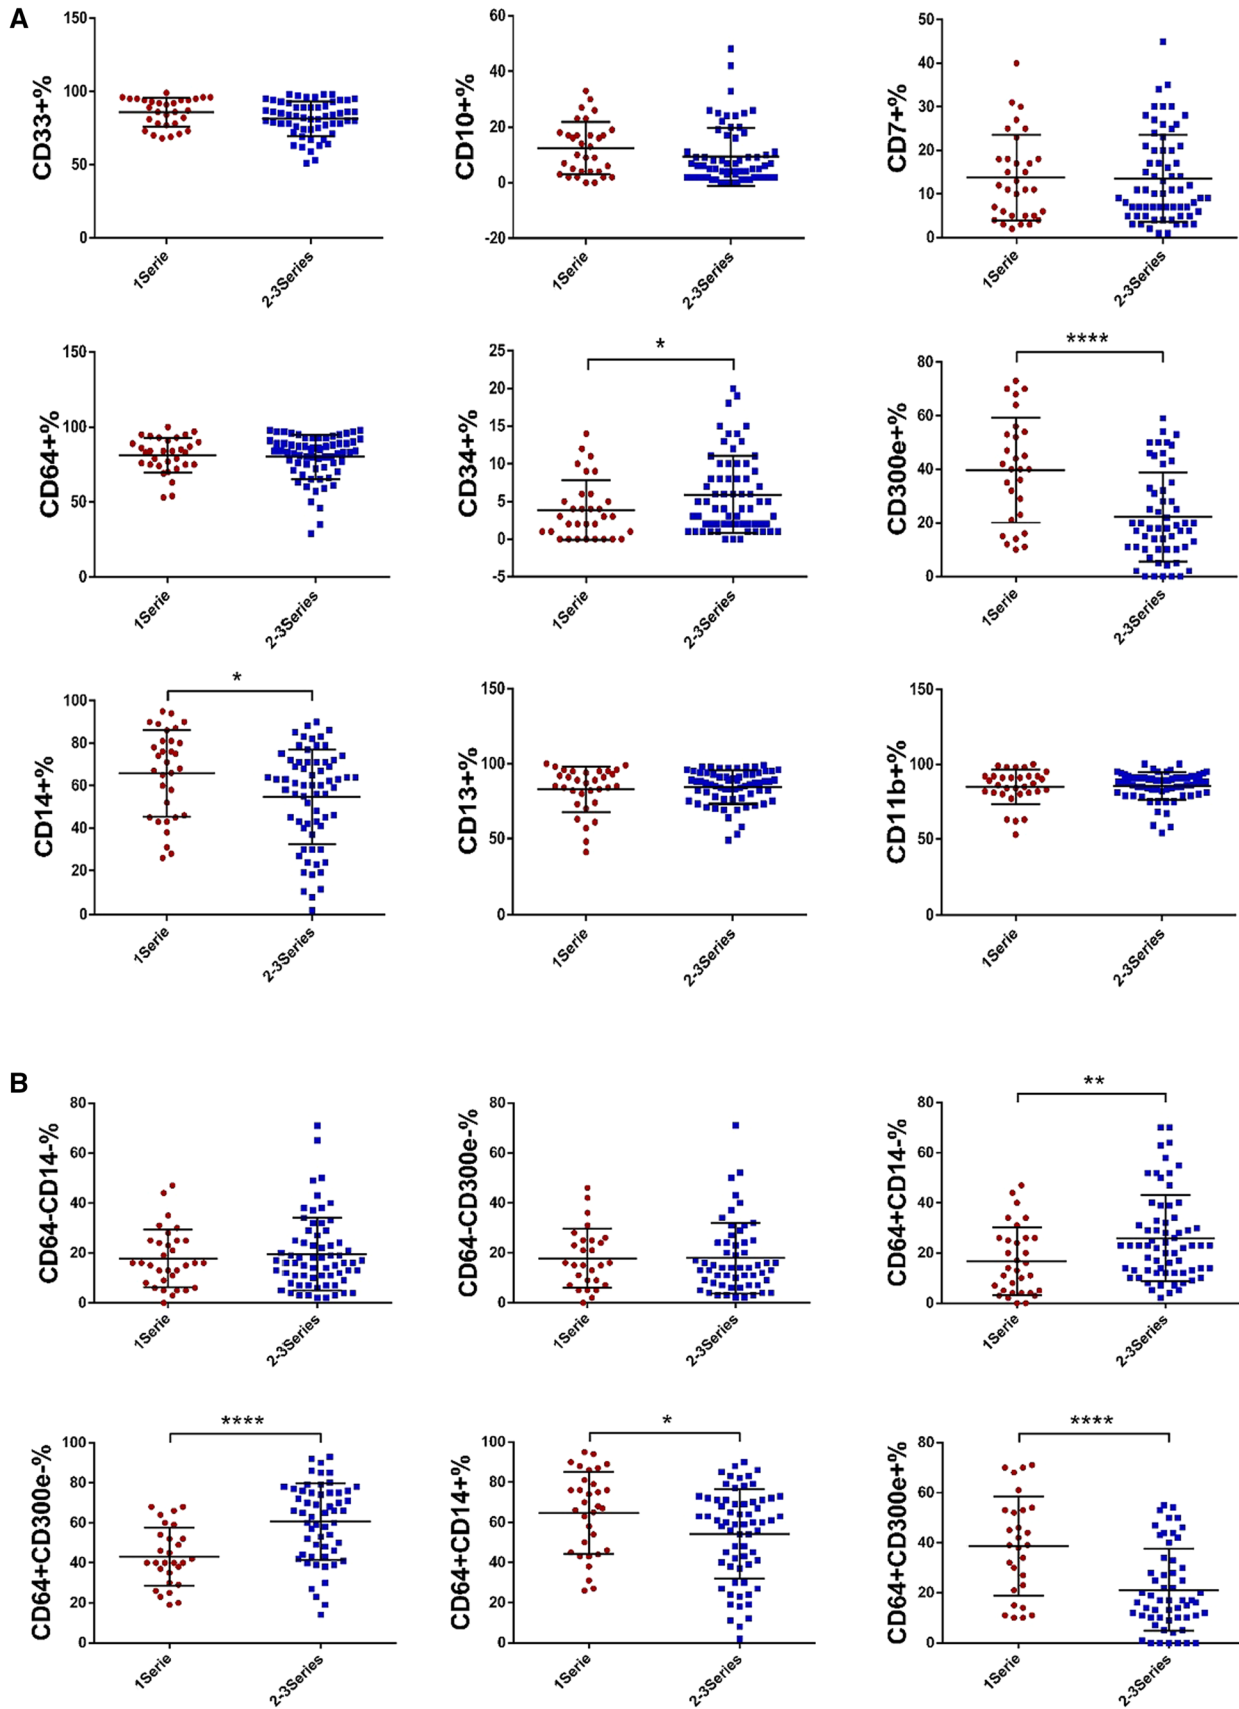 A
CD33+%
150
100
50
0
1Serie
2-3Series
CD10+%
60
40
20
0
-20
1Serie
2-3Series
CD7+%
50
40
30
20
10
0
1Serie
2-3Series
CD64+%
150
100
50
0
1Serie
2-3Series
CD34+%
25
20
15
10
5
0
-5
*
1Serie
2-3Series
CD300e+%
80
60
40
20
0
****
1Serie
2-3Series
CD14+%
100
80
60
40
20
0
*
1Serie
2-3Series
CD13+%
150
100
50
0
1Serie
2-3Series
CD11b+%
150
100
50
0
1Serie
2-3Series
B
CD64-CD14-%
80
60
40
20
0
1Serie
2-3Series
CD64-CD300e-%
80
60
40
20
0
1Serie
2-3Series
CD64+CD14-%
80
60
40
20
0
**
1Serie
2-3Series
CD64+CD300e-%
100
80
60
40
20
0
****
1Serie
2-3Series
CD64+CD14+%
100
80
60
40
20
0
*
1Serie
2-3Series
CD64+CD300e+%
80
60
40
20
0
****
1Serie
2-3Series